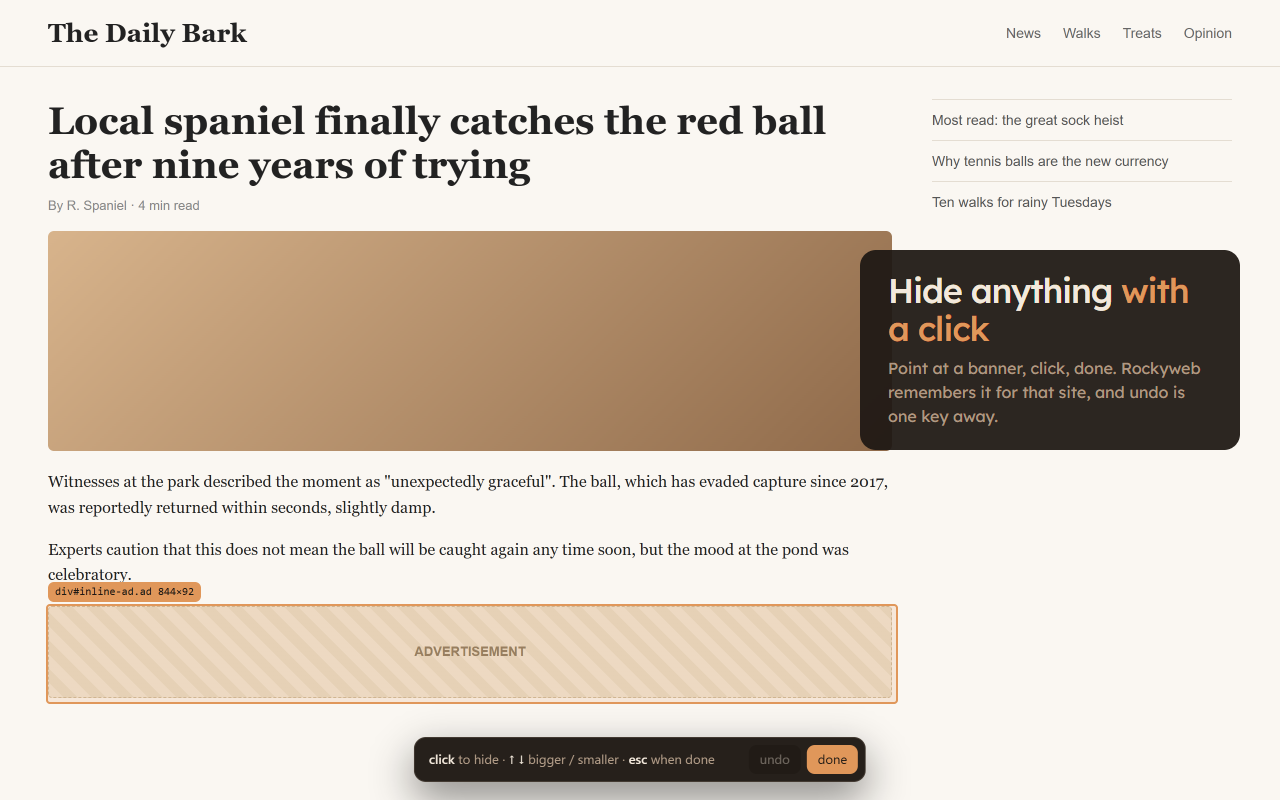 The Daily Bark
News Walks Treats Opinion
Local spaniel finally catches the red ball
after nine years of trying
By R. Spaniel · 4 min read
Most read: the great sock heist
Why tennis balls are the new currency
Ten walks for rainy Tuesdays
Hide anything with
a click
Point at a banner, click, done. Rockyweb
remembers it for that site, and undo is
one key away.
Witnesses at the park described the moment as "unexpectedly graceful". The ball, which has evaded capture since 2017,
was reportedly returned within seconds, slightly damp.
Experts caution that this does not mean the ball will be caught again any time soon, but the mood at the pond was
celebratory.
div#inline-ad.ad 844×92
ADVERTISEMENT
click to hide · ↑ ↓ bigger / smaller · esc when done undo done